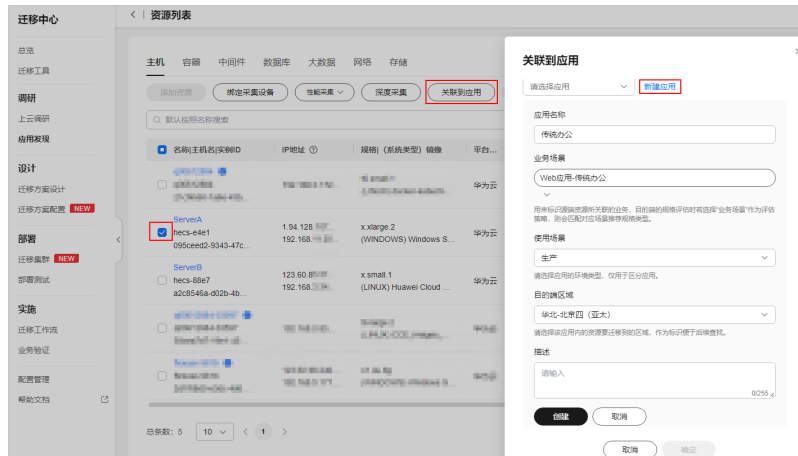 迁移中心
总览
迁移工具
调研
上云调研
应用发现
设计
迁移方案设计
迁移方案配置 NEW
部署
迁移集群 NEW
部署测试
实施
迁移工作流
业务验证
配置管理
帮助文档
资源列表
主机 容器 中间件 数据库 大数据 网络 存储
添加资源 绑定采集设备 性能采集 深度采集 关联到应用
默认按照名称搜索
名称|主机名|实例ID IP地址 规格| (系统类型) 镜像 平台...
华为云
ServerA
hecs-e4e1 1.94.128 x.xlarge.2 华为云
095ceed2-9343-47c... 192.168. (WINDOWS) Windows S...
ServerB
hecs-88e7 123.60.8 x.small.1 华为云
a2c8546a-d02b-4b... 192.168. (LINUX) Huawei Cloud ...
总条数: 5 10 1
关联到应用
请选择应用 新建应用
应用名称
传统办公
业务场景
Web应用-传统办公
用来标识源端资源所关联的业务，目的端的规格评估时若选择“业务场景”作为评估
策略，则会匹配对应场景推荐规格类型。
使用场景
生产
请选择应用的环境类型，仅用于区分应用。
目的端区域
华北-北京四（亚太）
请选择该应用内的资源要迁移到的区域，作为标识便于后续查找。
描述
请输入
0/255
创建 取消
取消 确定